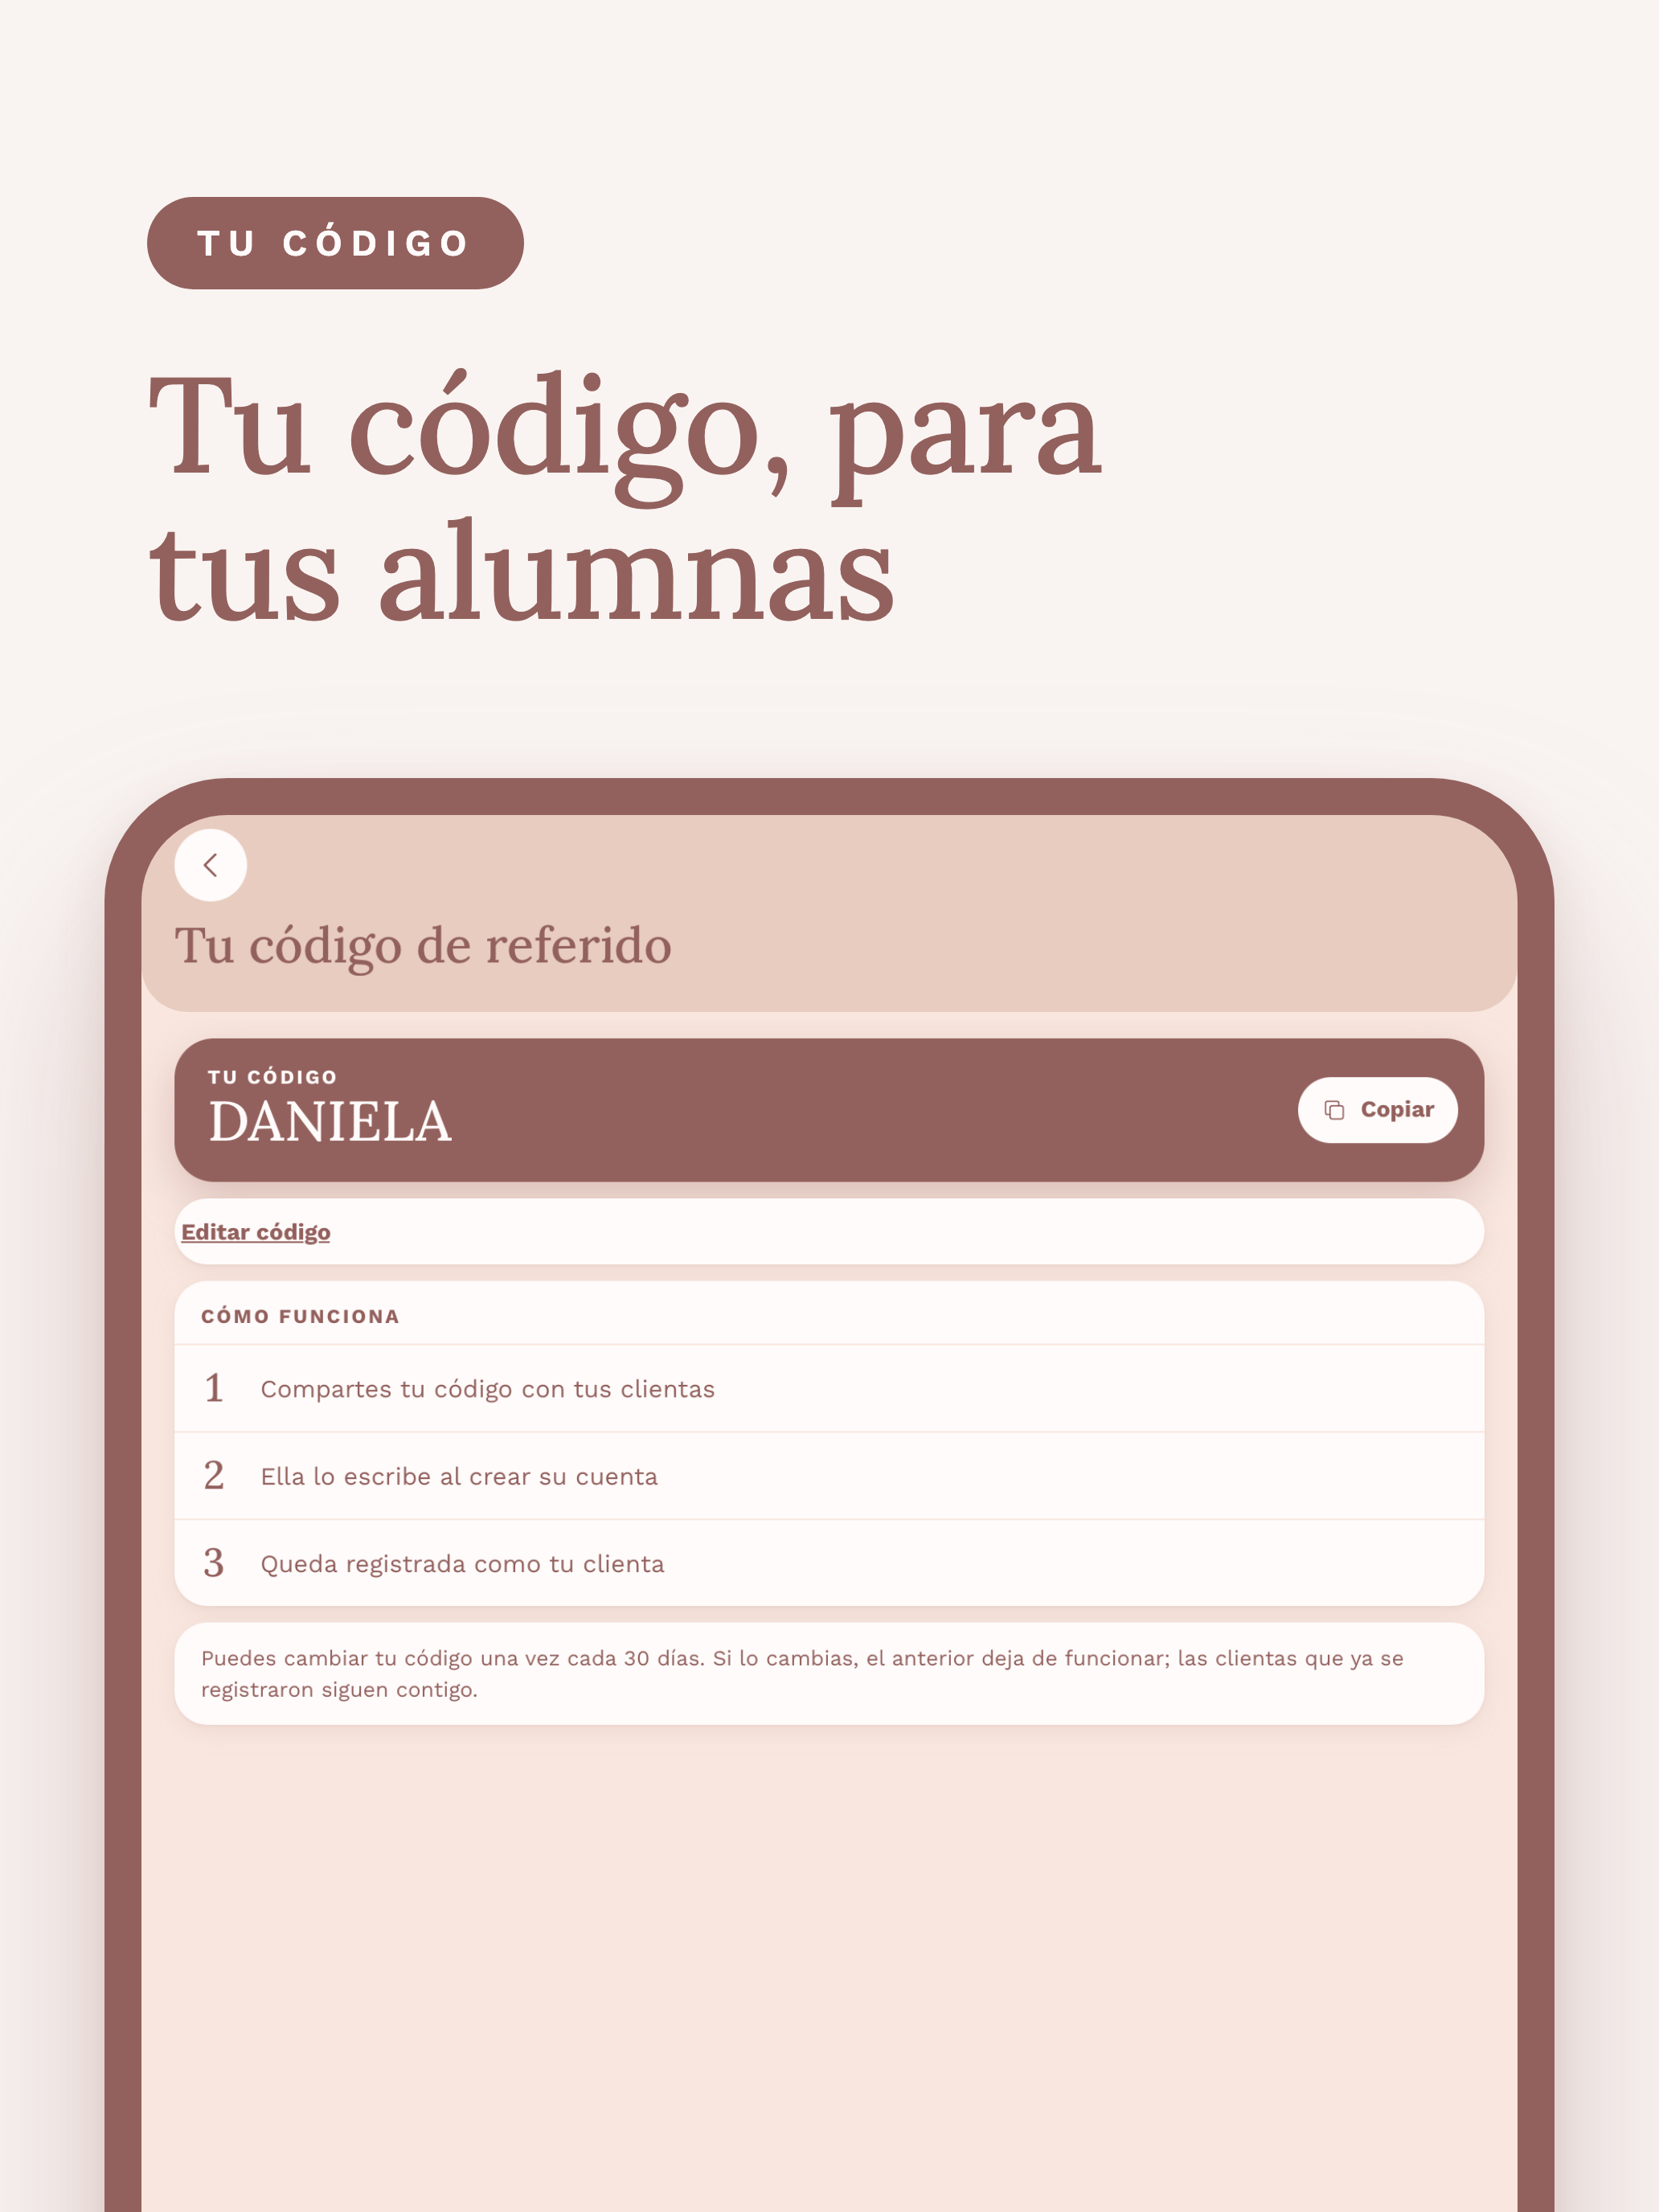 TU CÓDIGO
Tu código, para
tus alumnas
Tu código de referido
TU CÓDIGO
DANIELA
Copiar
Editar código
CÓMO FUNCIONA
1 Compartes tu código con tus clientas
2 Ella lo escribe al crear su cuenta
3 Queda registrada como tu clienta
Puedes cambiar tu código una vez cada 30 días. Si lo cambias, el anterior deja de funcionar; las clientas que ya se
registraron siguen contigo.